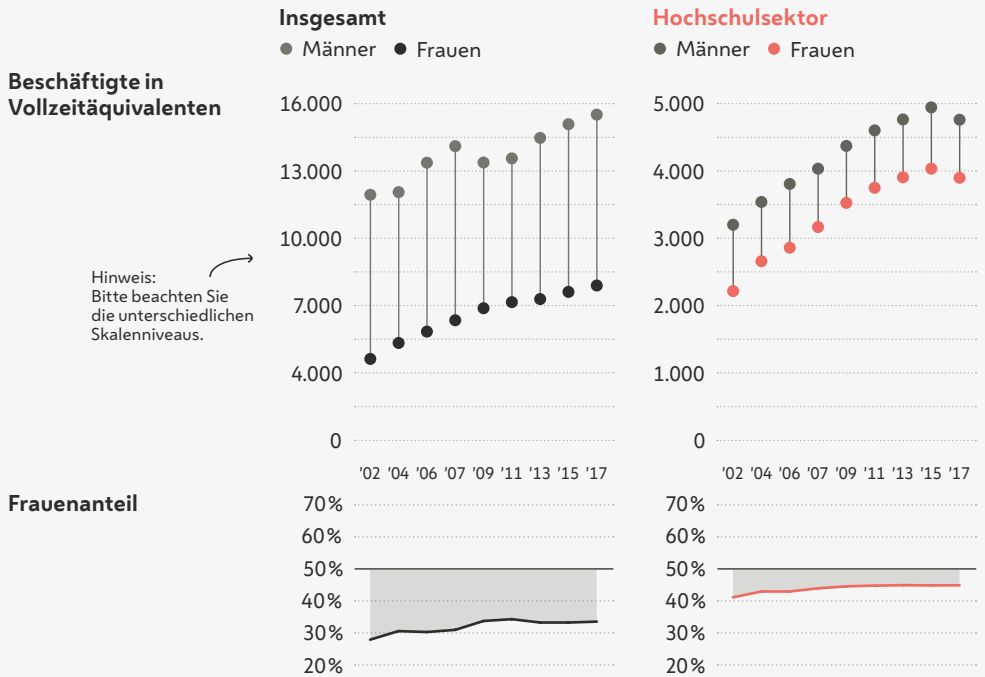 Insgesamt
Männer Frauen
Hochschulsektor
Männer Frauen
Beschäftigte in
Vollzeitäquivalenten
16.000
13.000
10.000
7.000
4.000
0
5.000
4.000
3.000
2.000
1.000
0
Hinweis:
Bitte beachten Sie
die unterschiedlichen
Skalenniveaus.
'02 '04 '06 '07 '09 '11 '13 '15 '17
'02 '04 '06 '07 '09 '11 '13 '15 '17
Frauenanteil
70%
60%
50%
40%
30%
20%
70%
60%
50%
40%
30%
20%